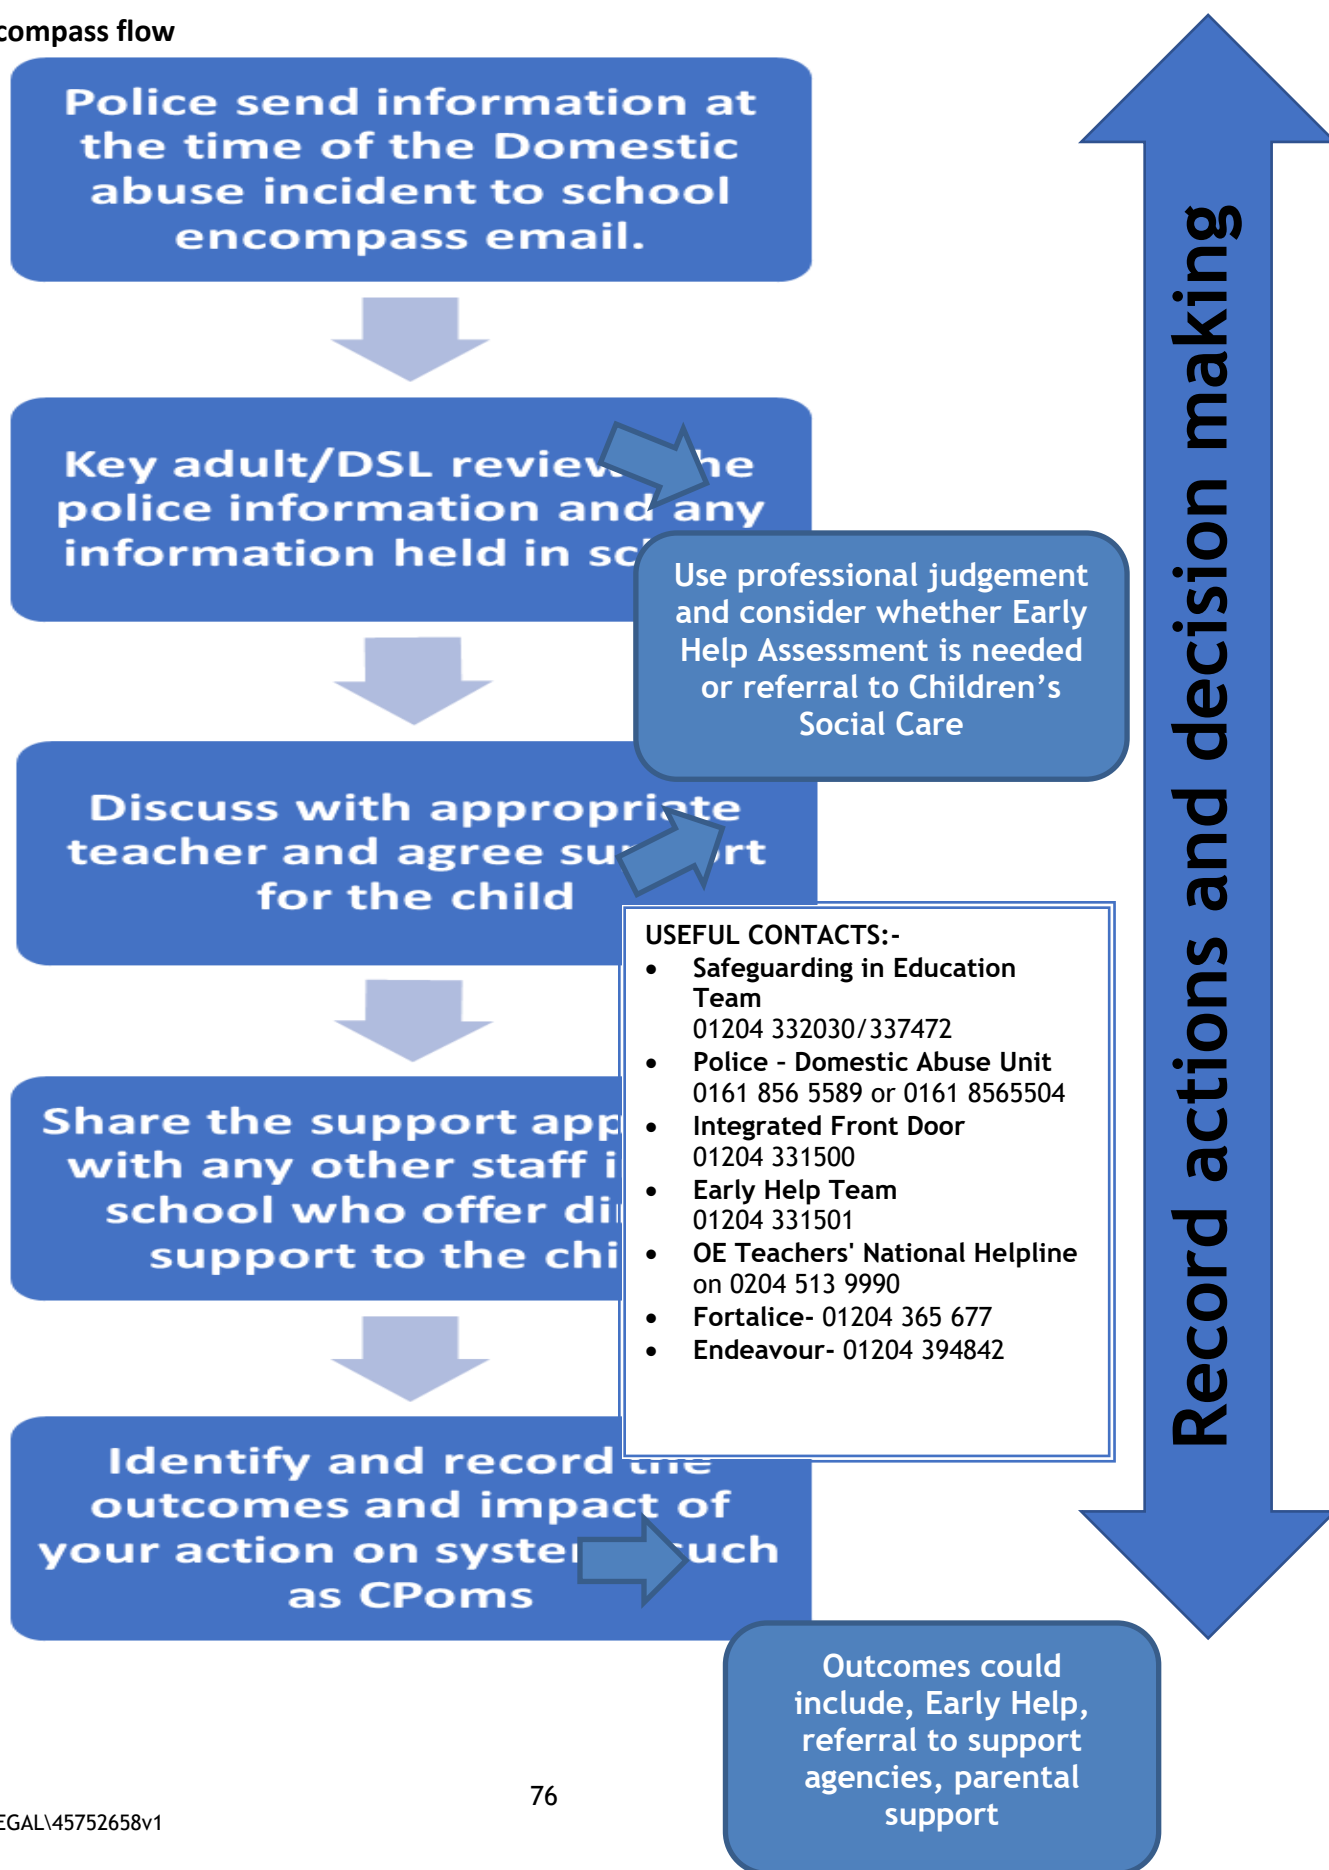 compass flow
Police send information at
the time of the Domestic
abuse incident to school
encompass email.
Key adult/DSL review he
police information and any
information held in sc
Use professional judgement
and consider whether Early
Help Assessment is needed
or referral to Children’s
Social Care
Discuss with appropriate
teacher and agree su rt
for the child
USEFUL CONTACTS:-
• Safeguarding in Education
Team
01204 332030/337472
• Police – Domestic Abuse Unit
0161 856 5589 or 0161 8565504
• Integrated Front Door
01204 331500
• Early Help Team
01204 331501
• OE Teachers' National Helpline
on 0204 513 9990
• Fortalice- 01204 365 677
• Endeavour- 01204 394842
Share the support app
with any other staff i
school who offer di
support to the chi
Identify and record the
outcomes and impact of
your action on system such
as CPoms
Outcomes could
include, Early Help,
referral to support
agencies, parental
support
Record actions and decision making
76
EGAL\45752658v1